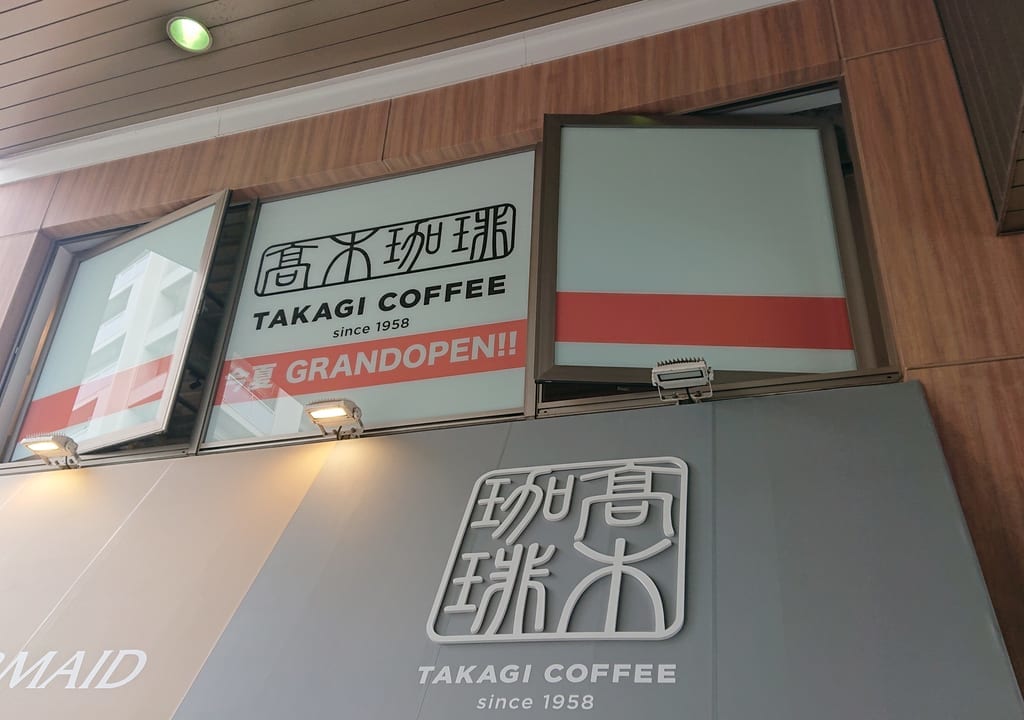 髙木珈琲
TAKAGI COFFEE
since 1958
今夏 GRANDOPEN!!
髙木
珈琲
TAKAGI COFFEE
since 1958
MAID